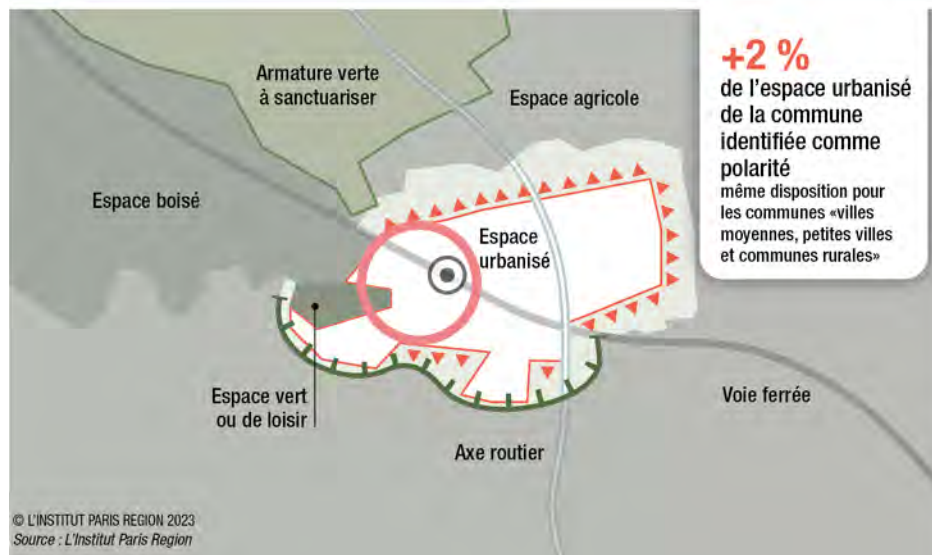 +2 %
de l'espace urbanisé
de la commune
identifiée comme
polarité
même disposition pour
les communes «villes
moyennes, petites villes
et communes rurales»
Armature verte
à sanctuariser
Espace agricole
Espace boisé
Espace
urbanisé
Espace vert
ou de loisir
Voie ferrée
Axe routier
© L'INSTITUT PARIS REGION 2023
Source : L'Institut Paris Region